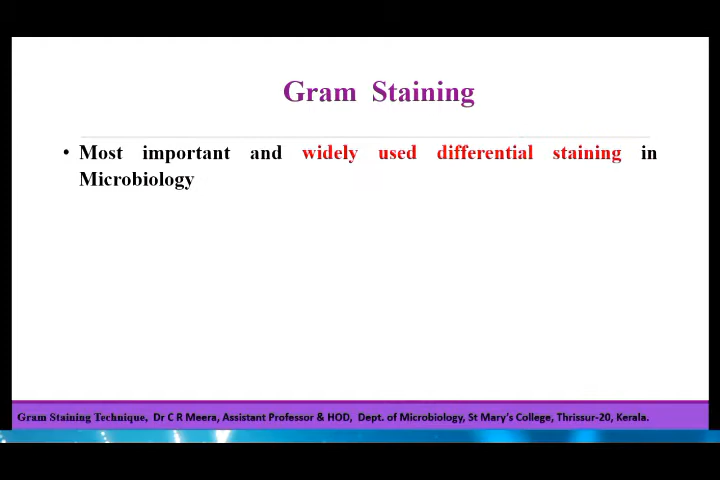 Gram Staining
• Most important and widely used differential staining in
Microbiology
Gram Staining Technique, Dr C R Meera, Assistant Professor & HOD, Dept. of Microbiology, St Mary's College, Thrissur-20, Kerala.